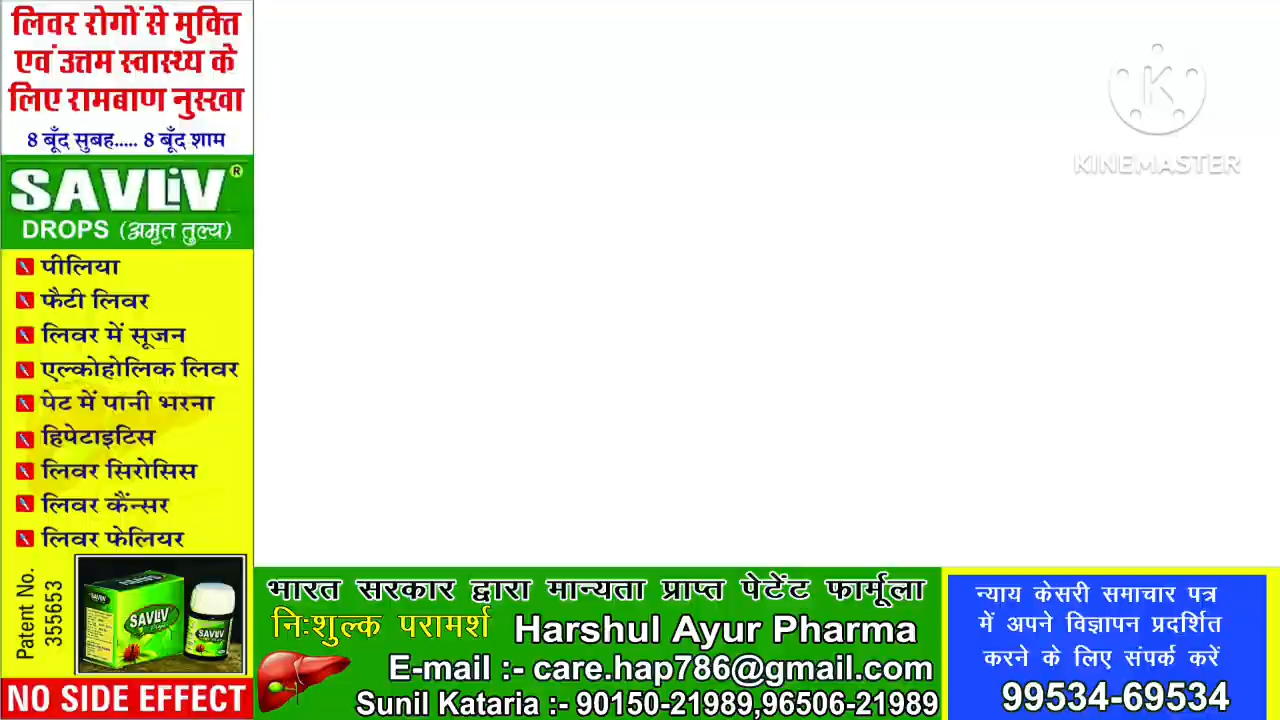 लिवर रोगों से मुक्ति
एवं उत्तम स्वास्थ्य के
लिए रामबाण नुस्खा
8 बूँद सुबह..... 8 बूँद शाम
SAVLiV®
DROPS (अमृत तुल्य)
पीलिया
फैटी लिवर
लिवर में सूजन
एल्कोहोलिक लिवर
पेट में पानी भरना
हिपेटाइटिस
लिवर सिरोसिस
लिवर कैंन्सर
लिवर फेलियर
Patent No.
355653
SAVLiV
SAVLiV
NO SIDE EFFECT
भारत सरकार द्वारा मान्यता प्राप्त पेटेंट फार्मूला
निःशुल्क परामर्श Harshul Ayur Pharma
E-mail :- care.hap786@gmail.com
Sunil Kataria :- 90150-21989,96506-21989
न्याय केसरी समाचार पत्र
में अपने विज्ञापन प्रदर्शित
करने के लिए संपर्क करें
99534-69534
K
KINEMASTER